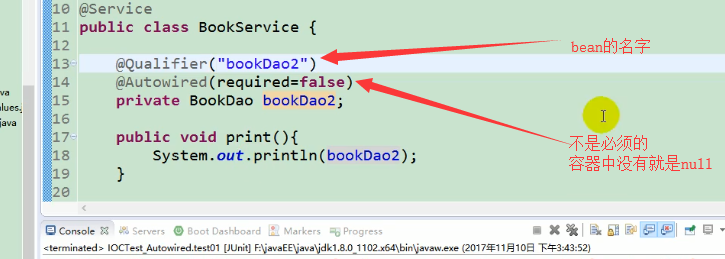 10 @Service
11 public class BookService {
12
13 @Qualifier("bookDao2")
bean的名字
14 @Autowired(required=false)
15 private BookDao bookDao2;
16
17 public void print(){
不是必须的
容器中没有就是null
18 System.out.println(bookDao2);
19 }
20
va
values,
java
Console Servers Boot Dashboard Markers Progress
<terminated> IOCTest_Autowired.test01 [JUnit] F:\javaEE\java\jdk1.8.0_1102.x64\bin\javaw.exe (2017年11月10日 下午3:43:52)